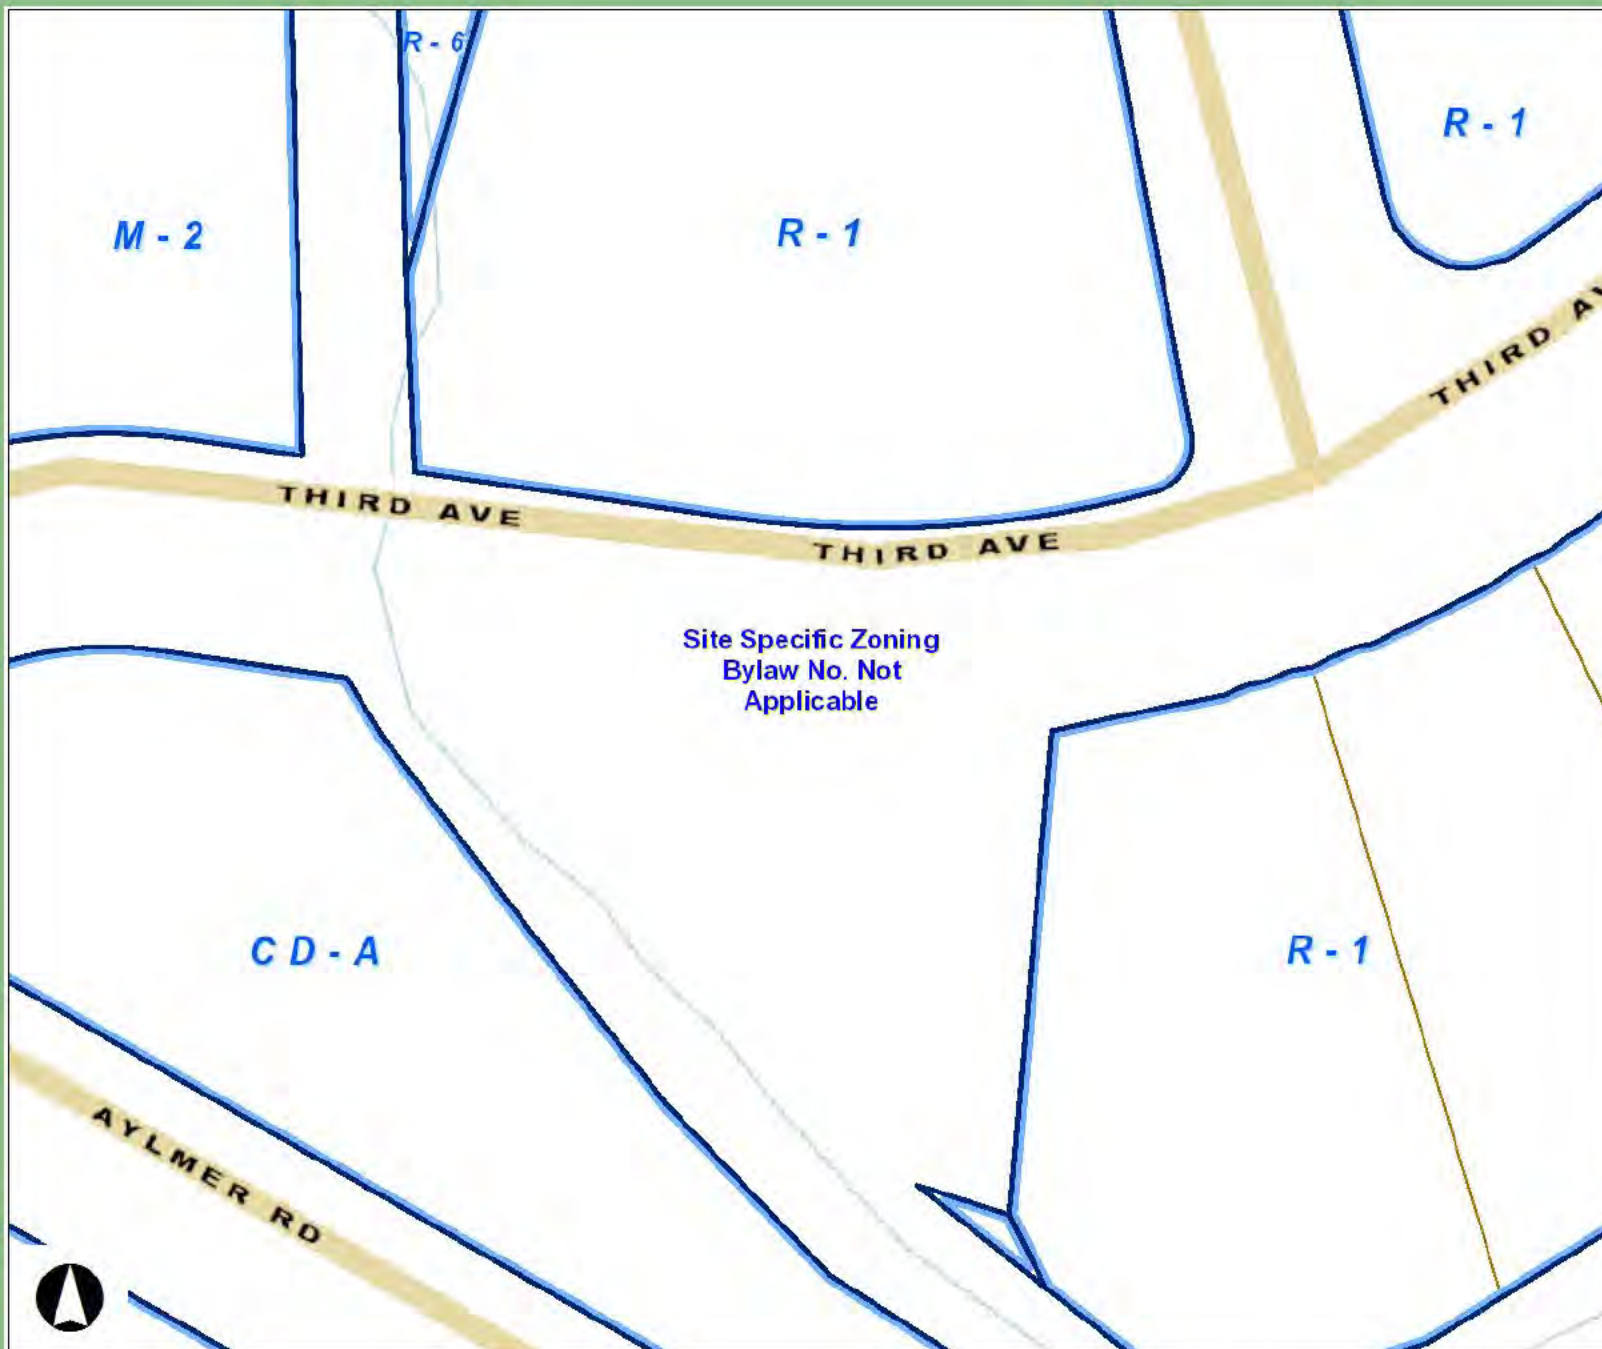 R - 6
R - 1
M - 2
R - 1
THIRD AV
THIRD AVE
THIRD AVE
Site Specific Zoning
Bylaw No. Not
Applicable
C D - A
R - 1
AYLMER RD